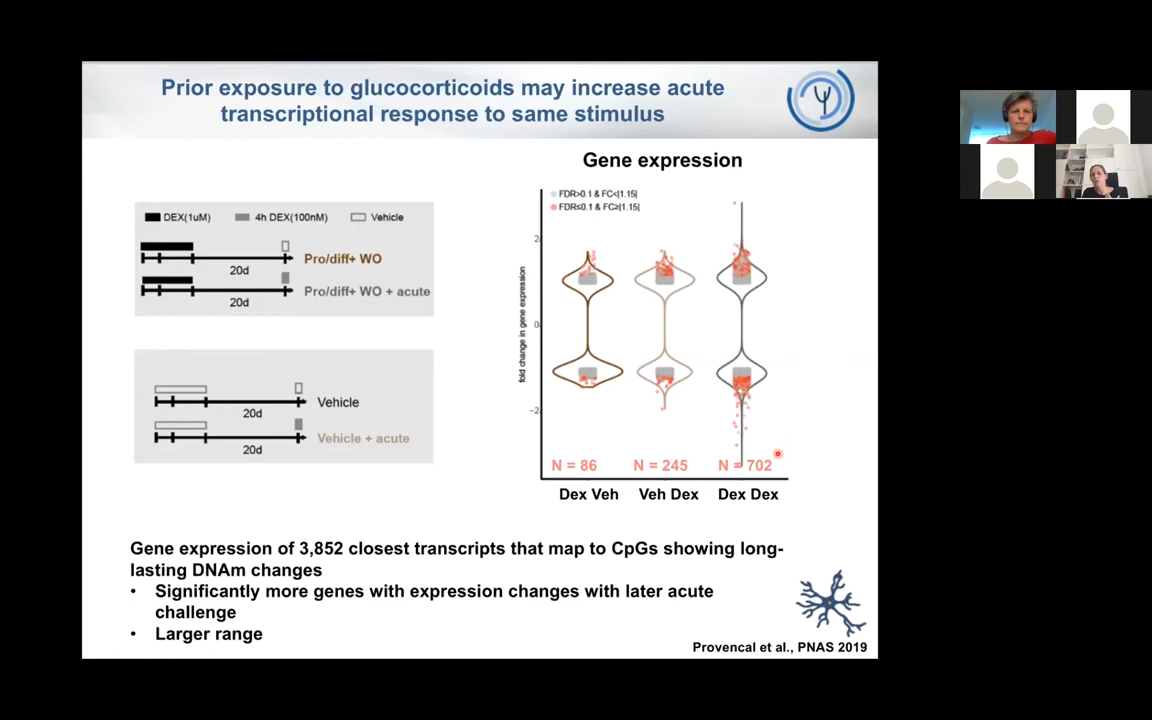 Prior exposure to glucocorticoids may increase acute
transcriptional response to same stimulus
DEX(1uM) 4h DEX(100nM) Vehicle
Pro/diff+ WO
20d
Pro/diff+ WO + acute
20d
Vehicle
20d
Vehicle + acute
20d
Gene expression
FDR>0.1 & FC<|1.15|
FDR≤0.1 & FC≥|1.15|
fold change in gene expression
2
0
-2
N = 86 N = 245 N = 702
Dex Veh Veh Dex Dex Dex
Gene expression of 3,852 closest transcripts that map to CpGs showing long-
lasting DNAm changes
• Significantly more genes with expression changes with later acute
challenge
• Larger range
Provencal et al., PNAS 2019